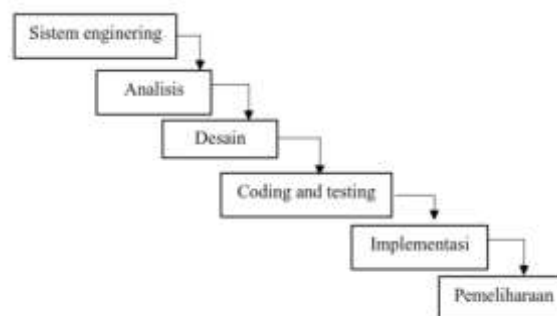 Sistem enginering
Analisis
Desain
Coding and testing
Implementasi
Pemeliharaan